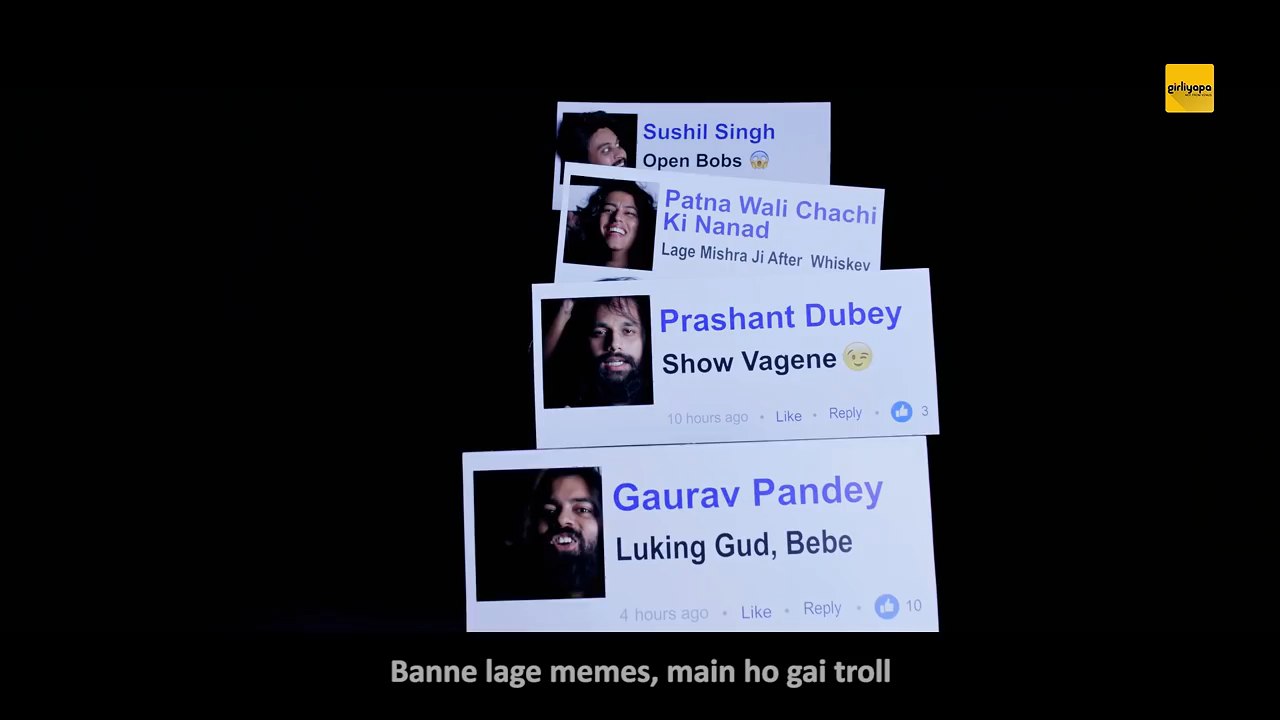 girliyapa
Sushil Singh
Open Bobs 😱
Patna Wali Chachi
Ki Nanad
Lage Mishra Ji After Whiskey
Prashant Dubey
Show Vagene 😉
10 hours ago • Like • Reply • 3
Gaurav Pandey
Luking Gud, Bebe
4 hours ago • Like • Reply • 10
Banne lage memes, main ho gai troll